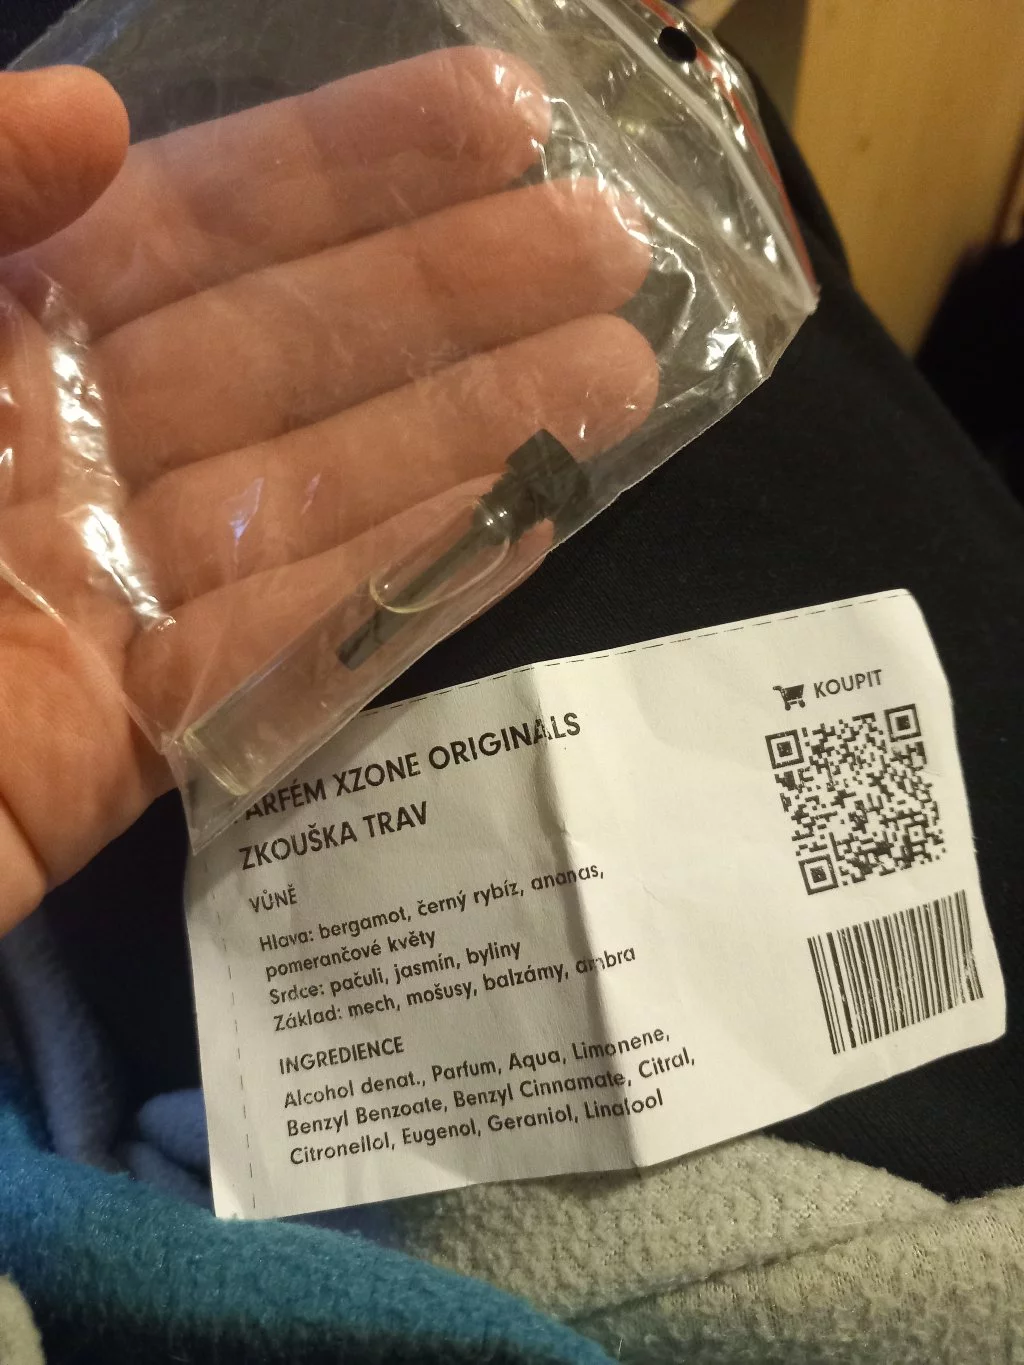 ARFÉM XZONE ORIGINALS
ZKOUŠKA TRAV
KOUPIT
VŮNĚ
Hlava: bergamot, černý rybíz, ananas,
pomerančové květy
Srdce: pačuli, jasmín, byliny
Základ: mech, mošusy, balzámy, ambra
INGREDIENCE
Alcohol denat., Parfum, Aqua, Limonene,
Benzyl Benzoate, Benzyl Cinnamate, Citral,
Citronellol, Eugenol, Geraniol, Linalool